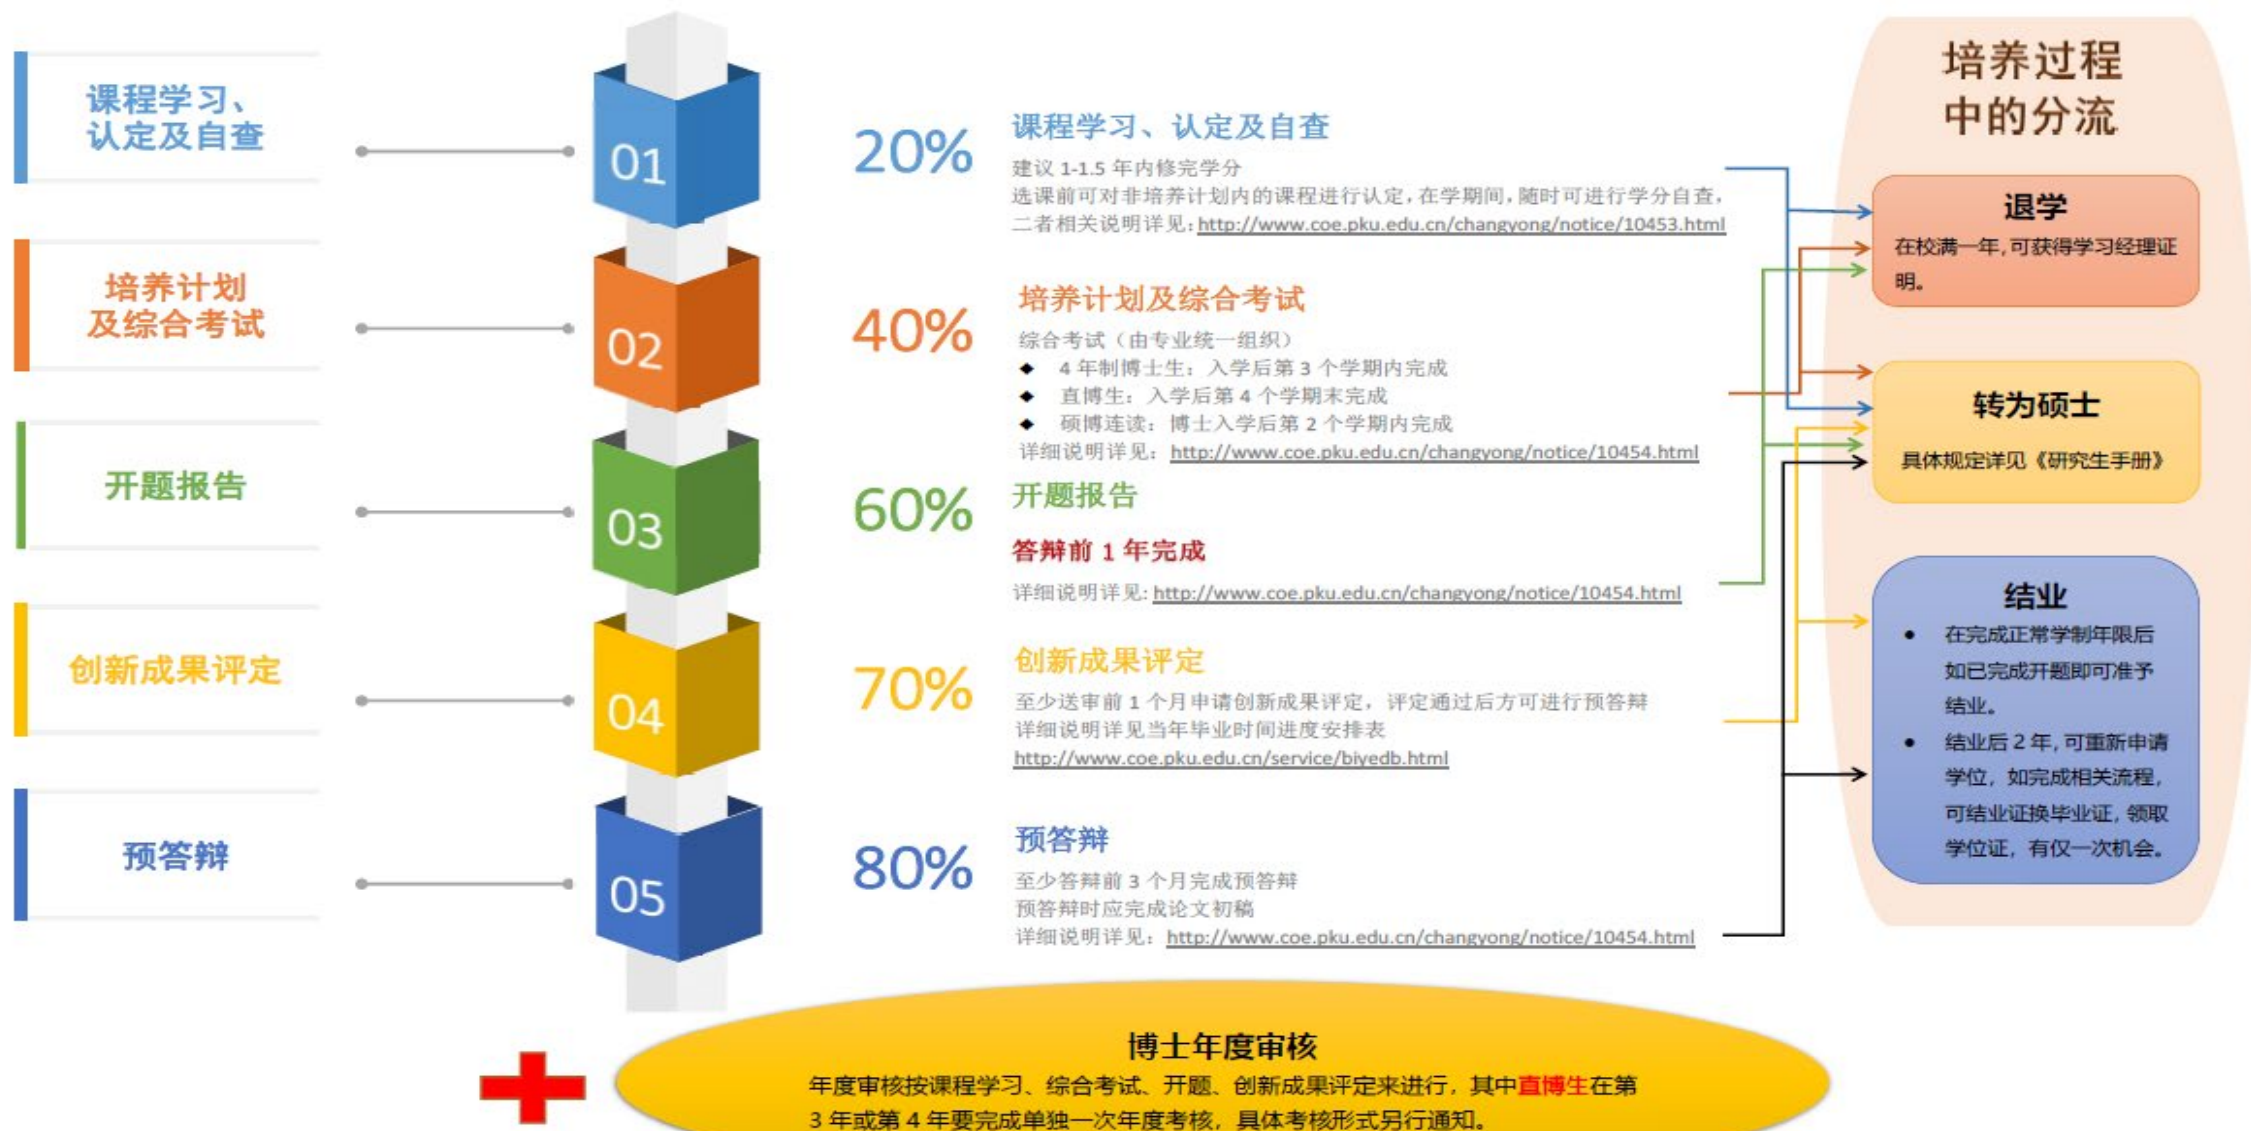 课程学习、
认定及自查
培养计划
及综合考试
开题报告
创新成果评定
预答辩
01
02
03
04
05
20%
课程学习、认定及自查
建议 1-1.5 年内修完学分
选课前可对非培养计划内的课程进行认定，在学期间，随时可进行学分自查，
二者相关说明详见：http://www.coe.pku.edu.cn/changyong/notice/10453.html
40%
培养计划及综合考试
综合考试（由专业统一组织）
◆ 4 年制博士生：入学后第 3 个学期内完成
◆ 直博生：入学后第 4 个学期末完成
◆ 硕博连读：博士入学后第 2 个学期内完成
详细说明详见：http://www.coe.pku.edu.cn/changyong/notice/10454.html
60%
开题报告
答辩前 1 年完成
详细说明详见：http://www.coe.pku.edu.cn/changyong/notice/10454.html
70%
创新成果评定
至少送审前 1 个月申请创新成果评定，评定通过后方可进行预答辩
详细说明详见当年毕业时间进度安排表
http://www.coe.pku.edu.cn/service/biyedb.html
80%
预答辩
至少答辩前 3 个月完成预答辩
预答辩时应完成论文初稿
详细说明详见：http://www.coe.pku.edu.cn/changyong/notice/10454.html
培养过程
中的分流
退学
在校满一年，可获得学习经理证
明。
转为硕士
具体规定详见《研究生手册》
结业
• 在完成正常学制年限后
如已完成开题即可准予
结业。
• 结业后 2 年，可重新申请
学位，如完成相关流程，
可结业证换毕业证，领取
学位证，有仅一次机会。
博士年度审核
年度审核按课程学习、综合考试、开题、创新成果评定来进行，其中直博生在第
3 年或第 4 年要完成单独一次年度考核，具体考核形式另行通知。